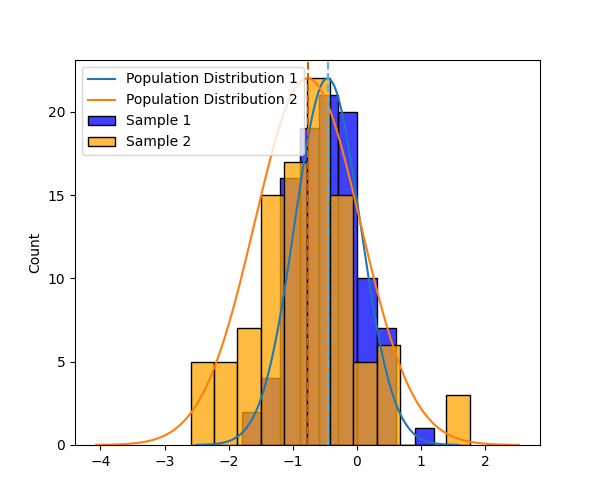 Population Distribution 1
Population Distribution 2
Sample 1
Sample 2
Count
20
15
10
5
0
−4 −3 −2 −1 0 1 2